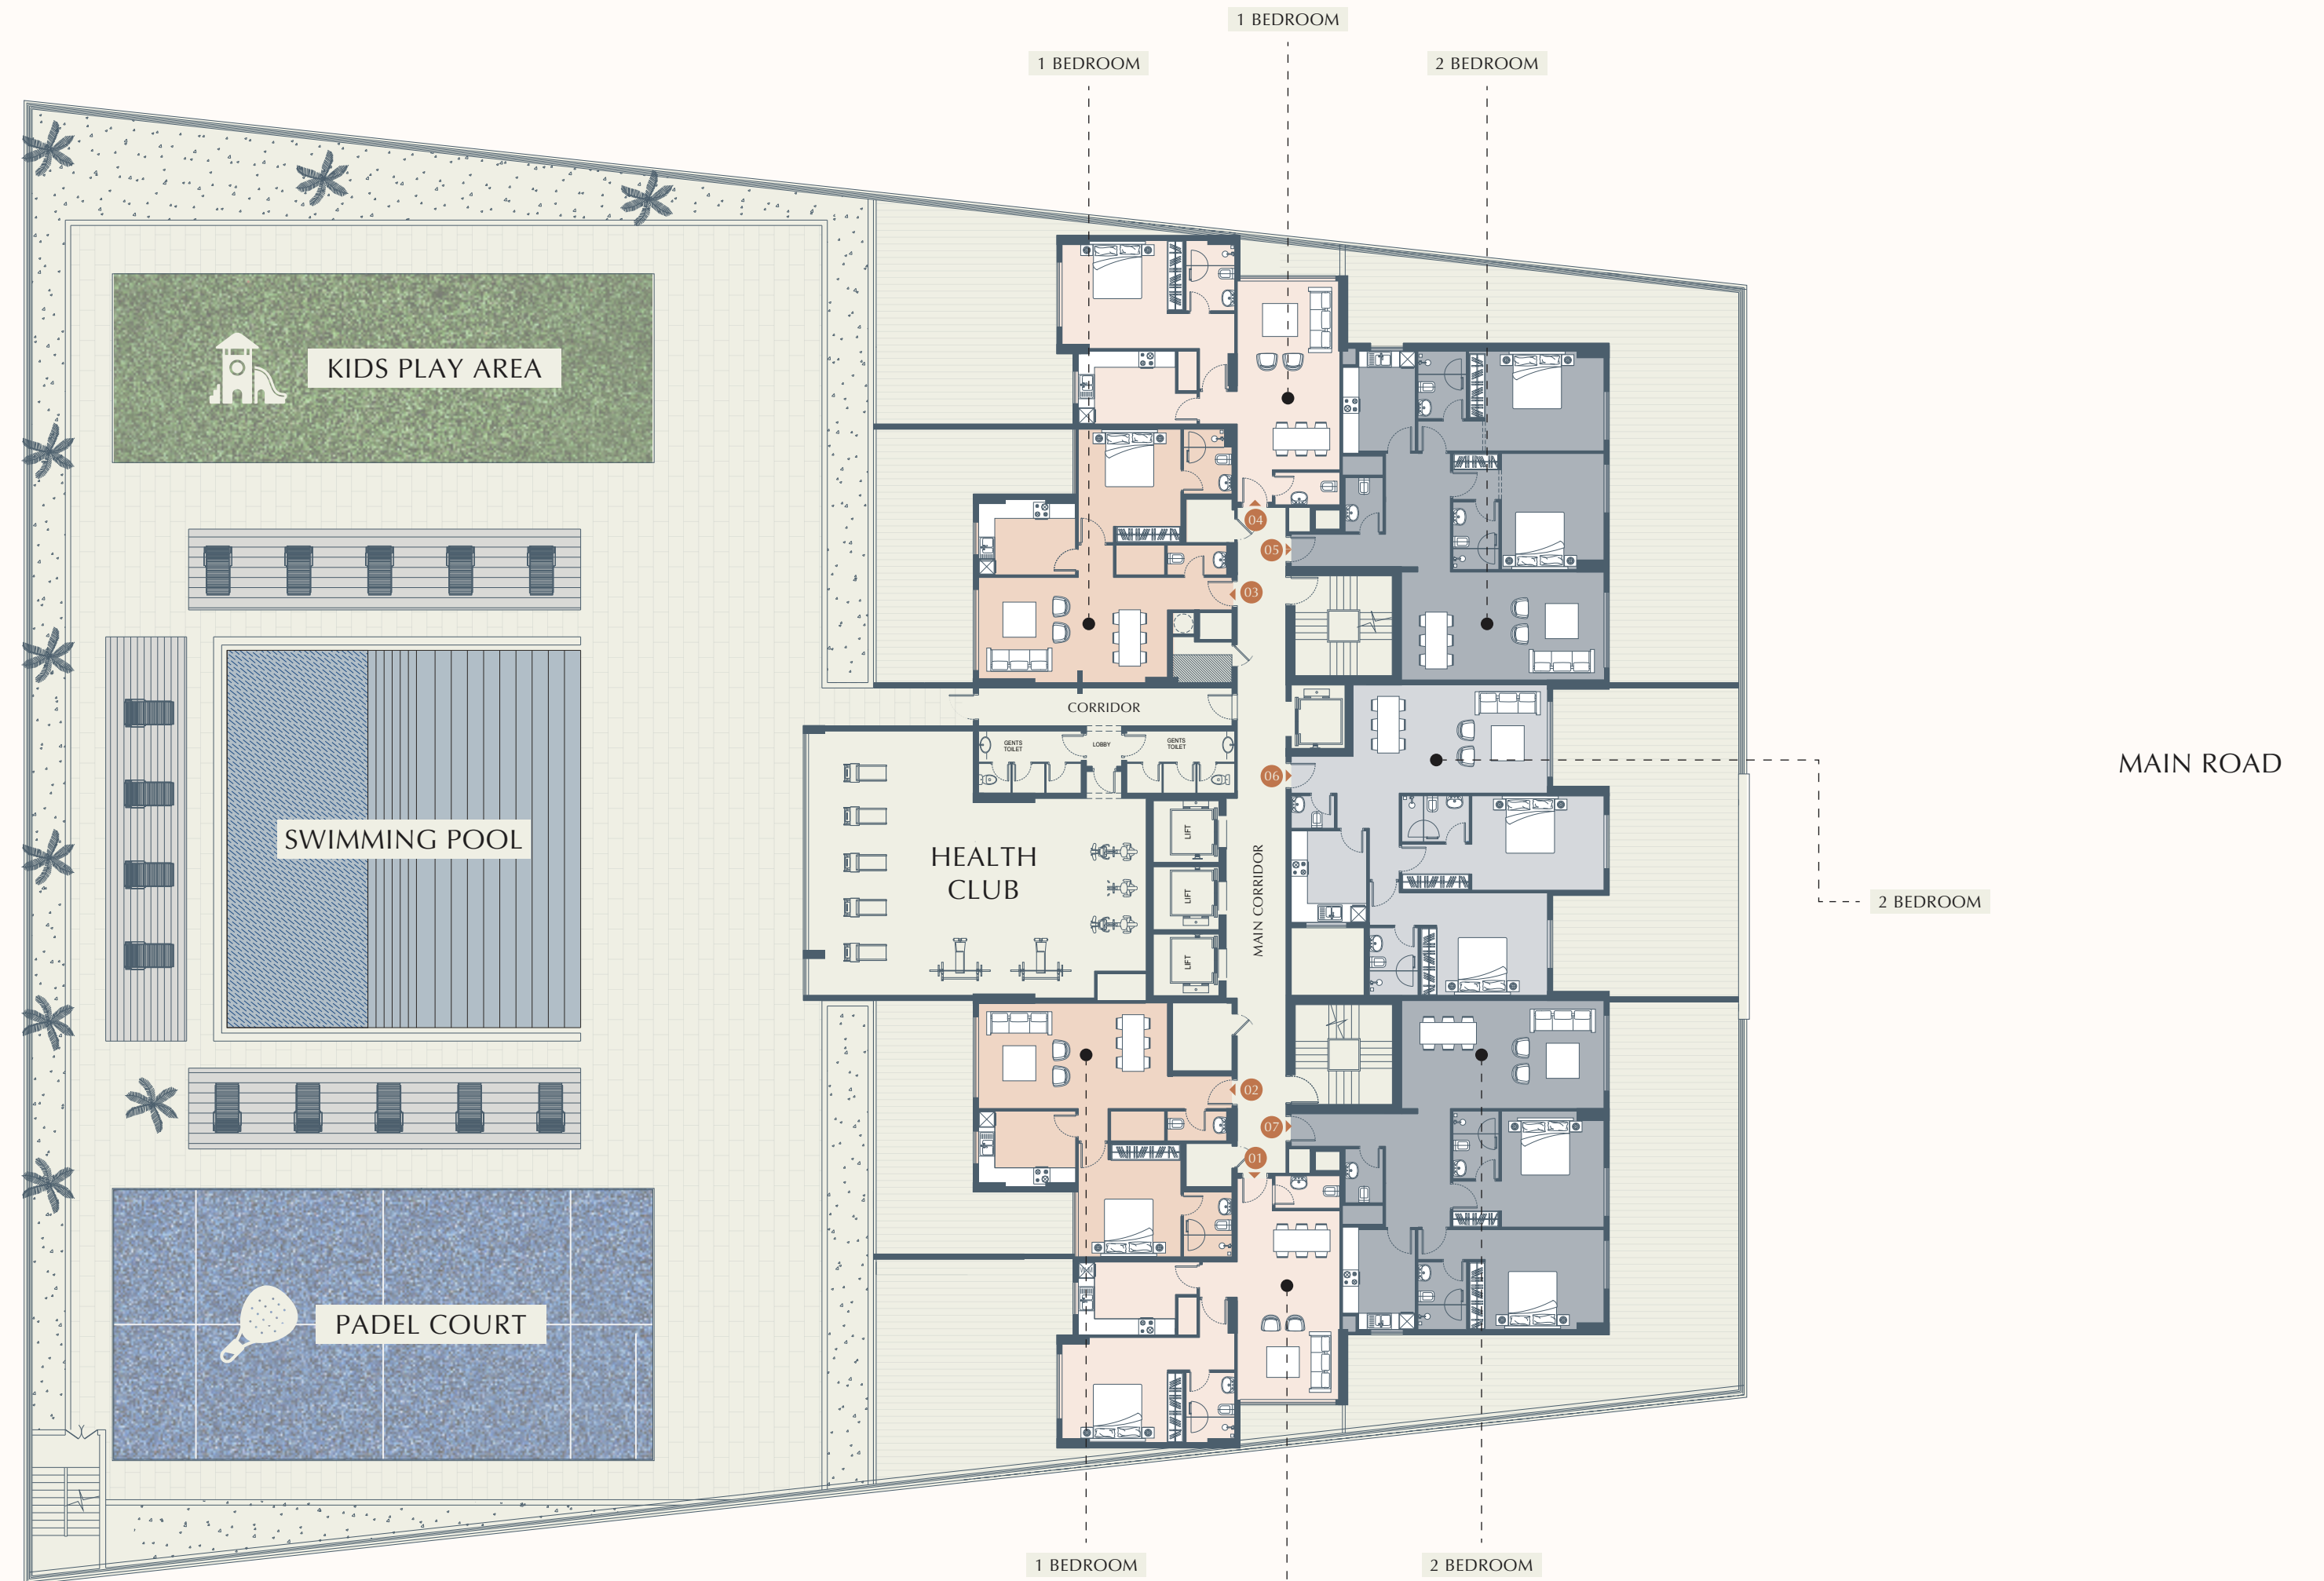 1 BEDROOM
1 BEDROOM
2 BEDROOM
KIDS PLAY AREA
04
05
03
CORRIDOR
GENTS
TOILET
LOBBY
GENTS
TOILET
MAIN ROAD
06
SWIMMING POOL
HEALTH
CLUB
LIFT
LIFT
LIFT
MAIN CORRIDOR
2 BEDROOM
02
07
01
PADEL COURT
1 BEDROOM
2 BEDROOM